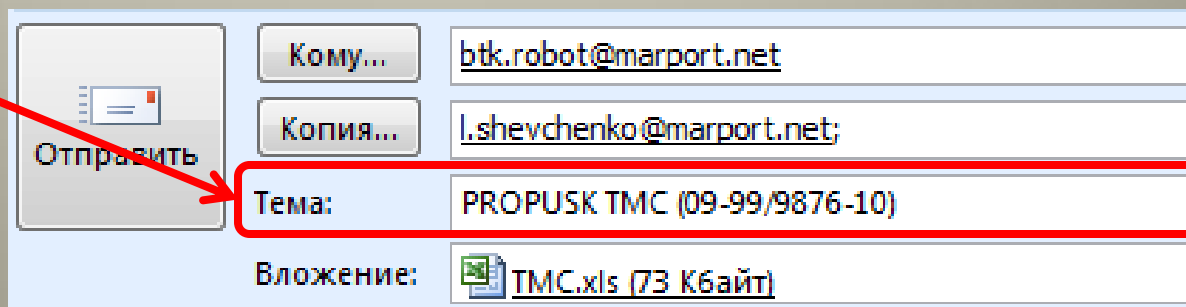 Кому... btk.robot@marport.net
Копия... l.shevchenko@marport.net;
Отправить
Тема: PROPUSK TMC (09-99/9876-10)
Вложение: TMC.xls (73 Кбайт)